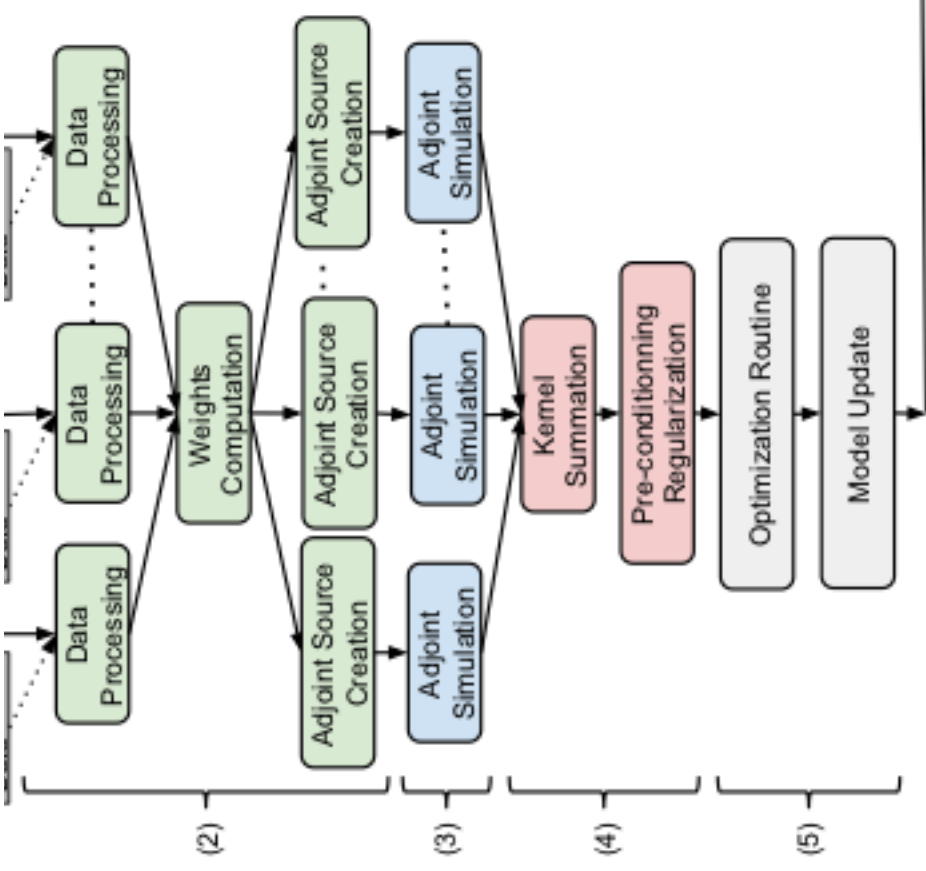 (2)
Data
Processing
Data
Processing
Data
Processing
Weights
Computation
Adjoint Source
Creation
Adjoint Source
Creation
Adjoint Source
Creation
(3)
Adjoint
Simulation
Adjoint
Simulation
Adjoint
Simulation
(4)
Kernel
Summation
Pre-conditionning
Regularization
(5)
Optimization Routine
Model Update